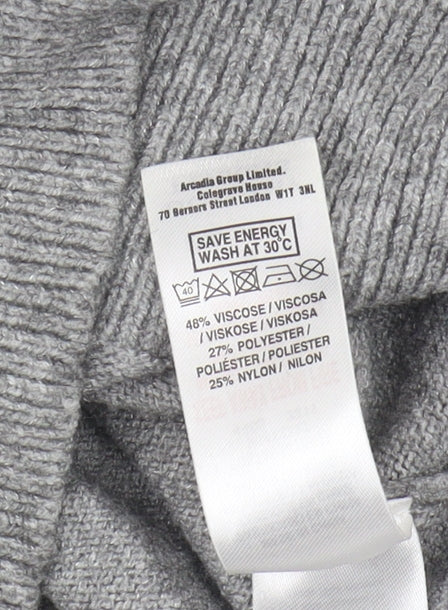 Arcadia Group Limited.
Colegrave House
70 Berners Street London W1T 3NL
SAVE ENERGY
WASH AT 30°C
40
48% VISCOSE / VISCOSA
/ VISKOSE / VISKOSA
27% POLYESTER /
POLIÉSTER / POLIESTER
25% NYLON / NILON